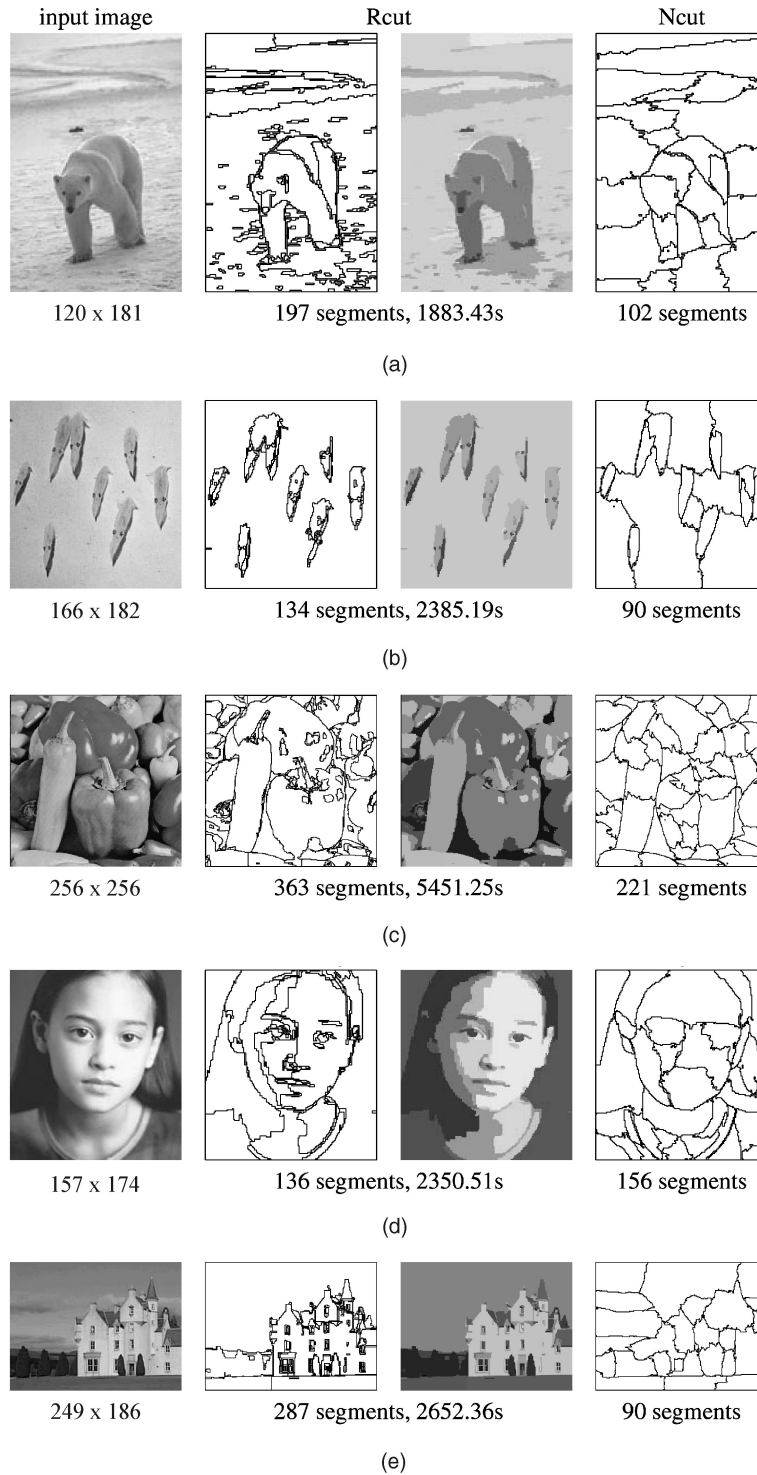 input image Rcut Ncut
120 x 181 197 segments, 1883.43s 102 segments
(a)
166 x 182 134 segments, 2385.19s 90 segments
(b)
256 x 256 363 segments, 5451.25s 221 segments
(c)
157 x 174 136 segments, 2350.51s 156 segments
(d)
249 x 186 287 segments, 2652.36s 90 segments
(e)